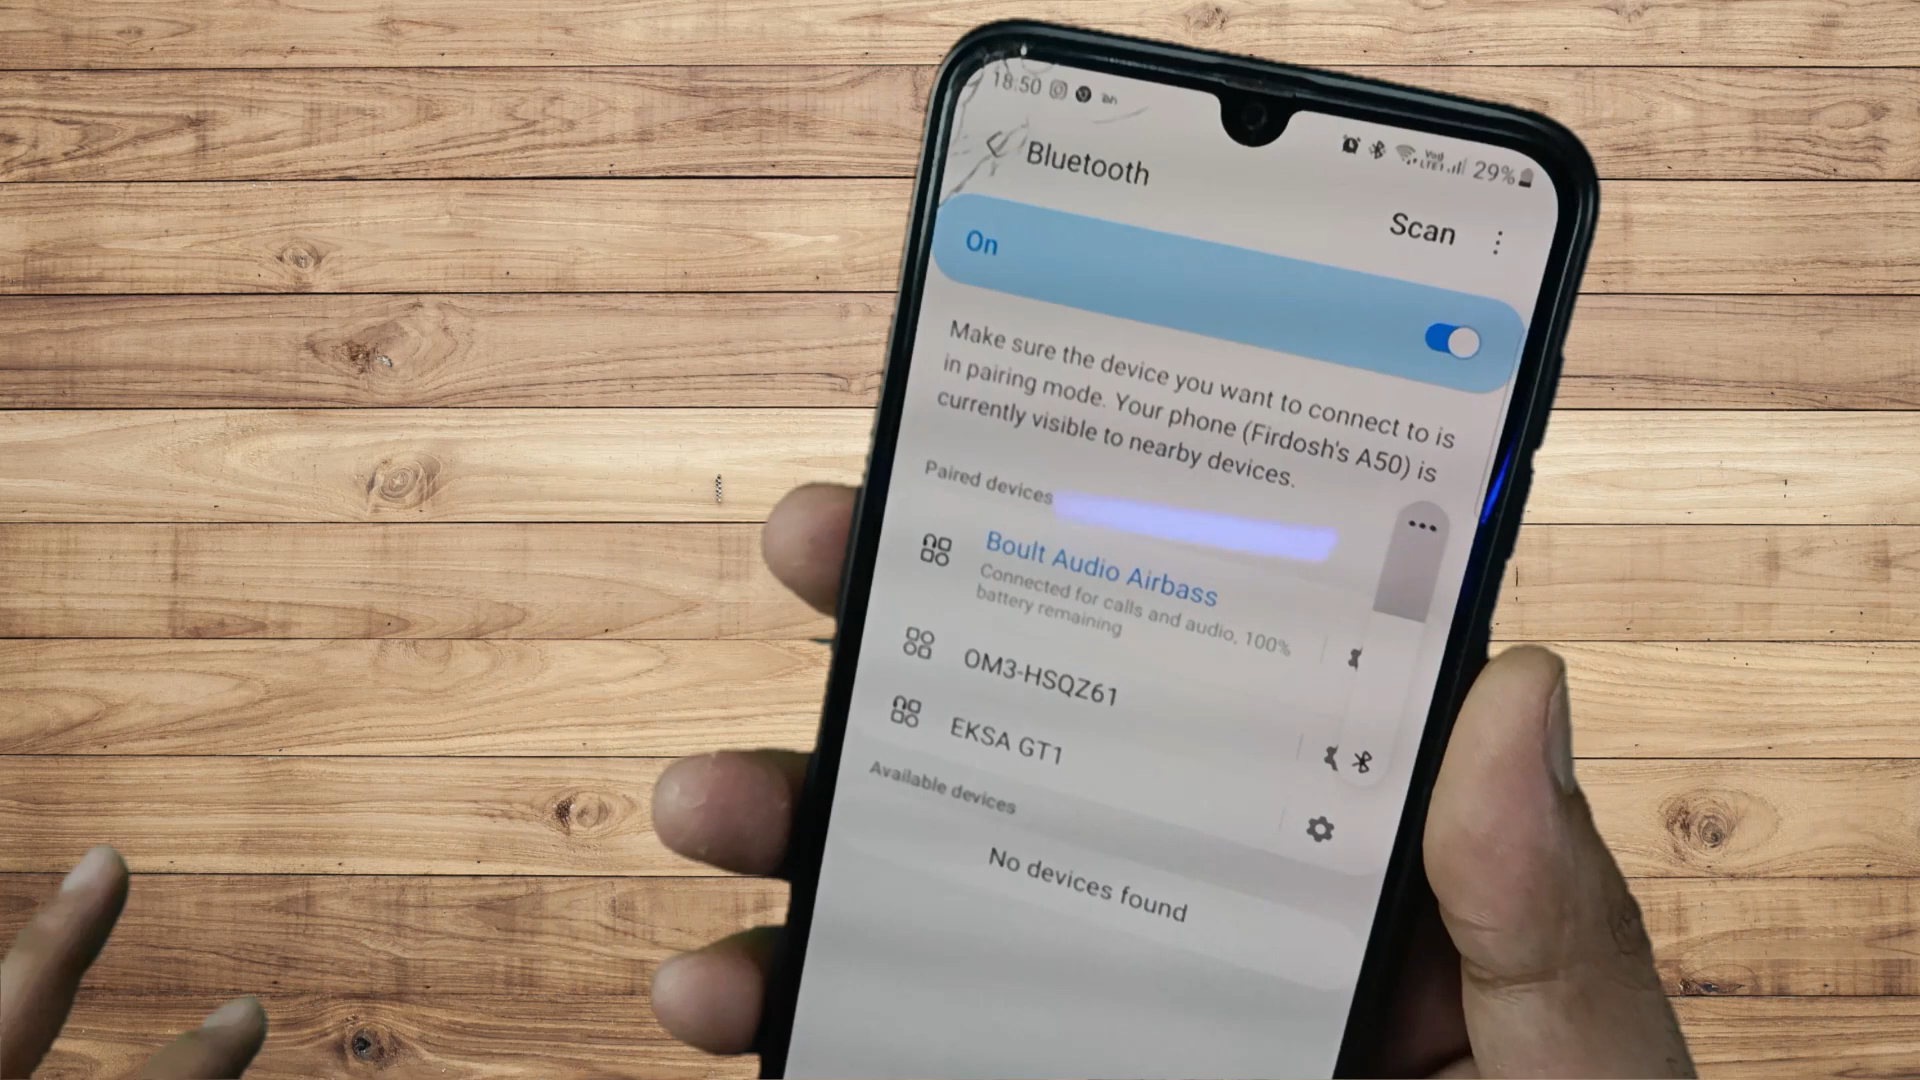 18:50
29%
Bluetooth
Scan
On
Make sure the device you want to connect to is
in pairing mode. Your phone (Firdosh's A50) is
currently visible to nearby devices.
Paired devices
Boult Audio Airbass
Connected for calls and audio, 100%
battery remaining
OM3-HSQZ61
EKSA GT1
Available devices
No devices found